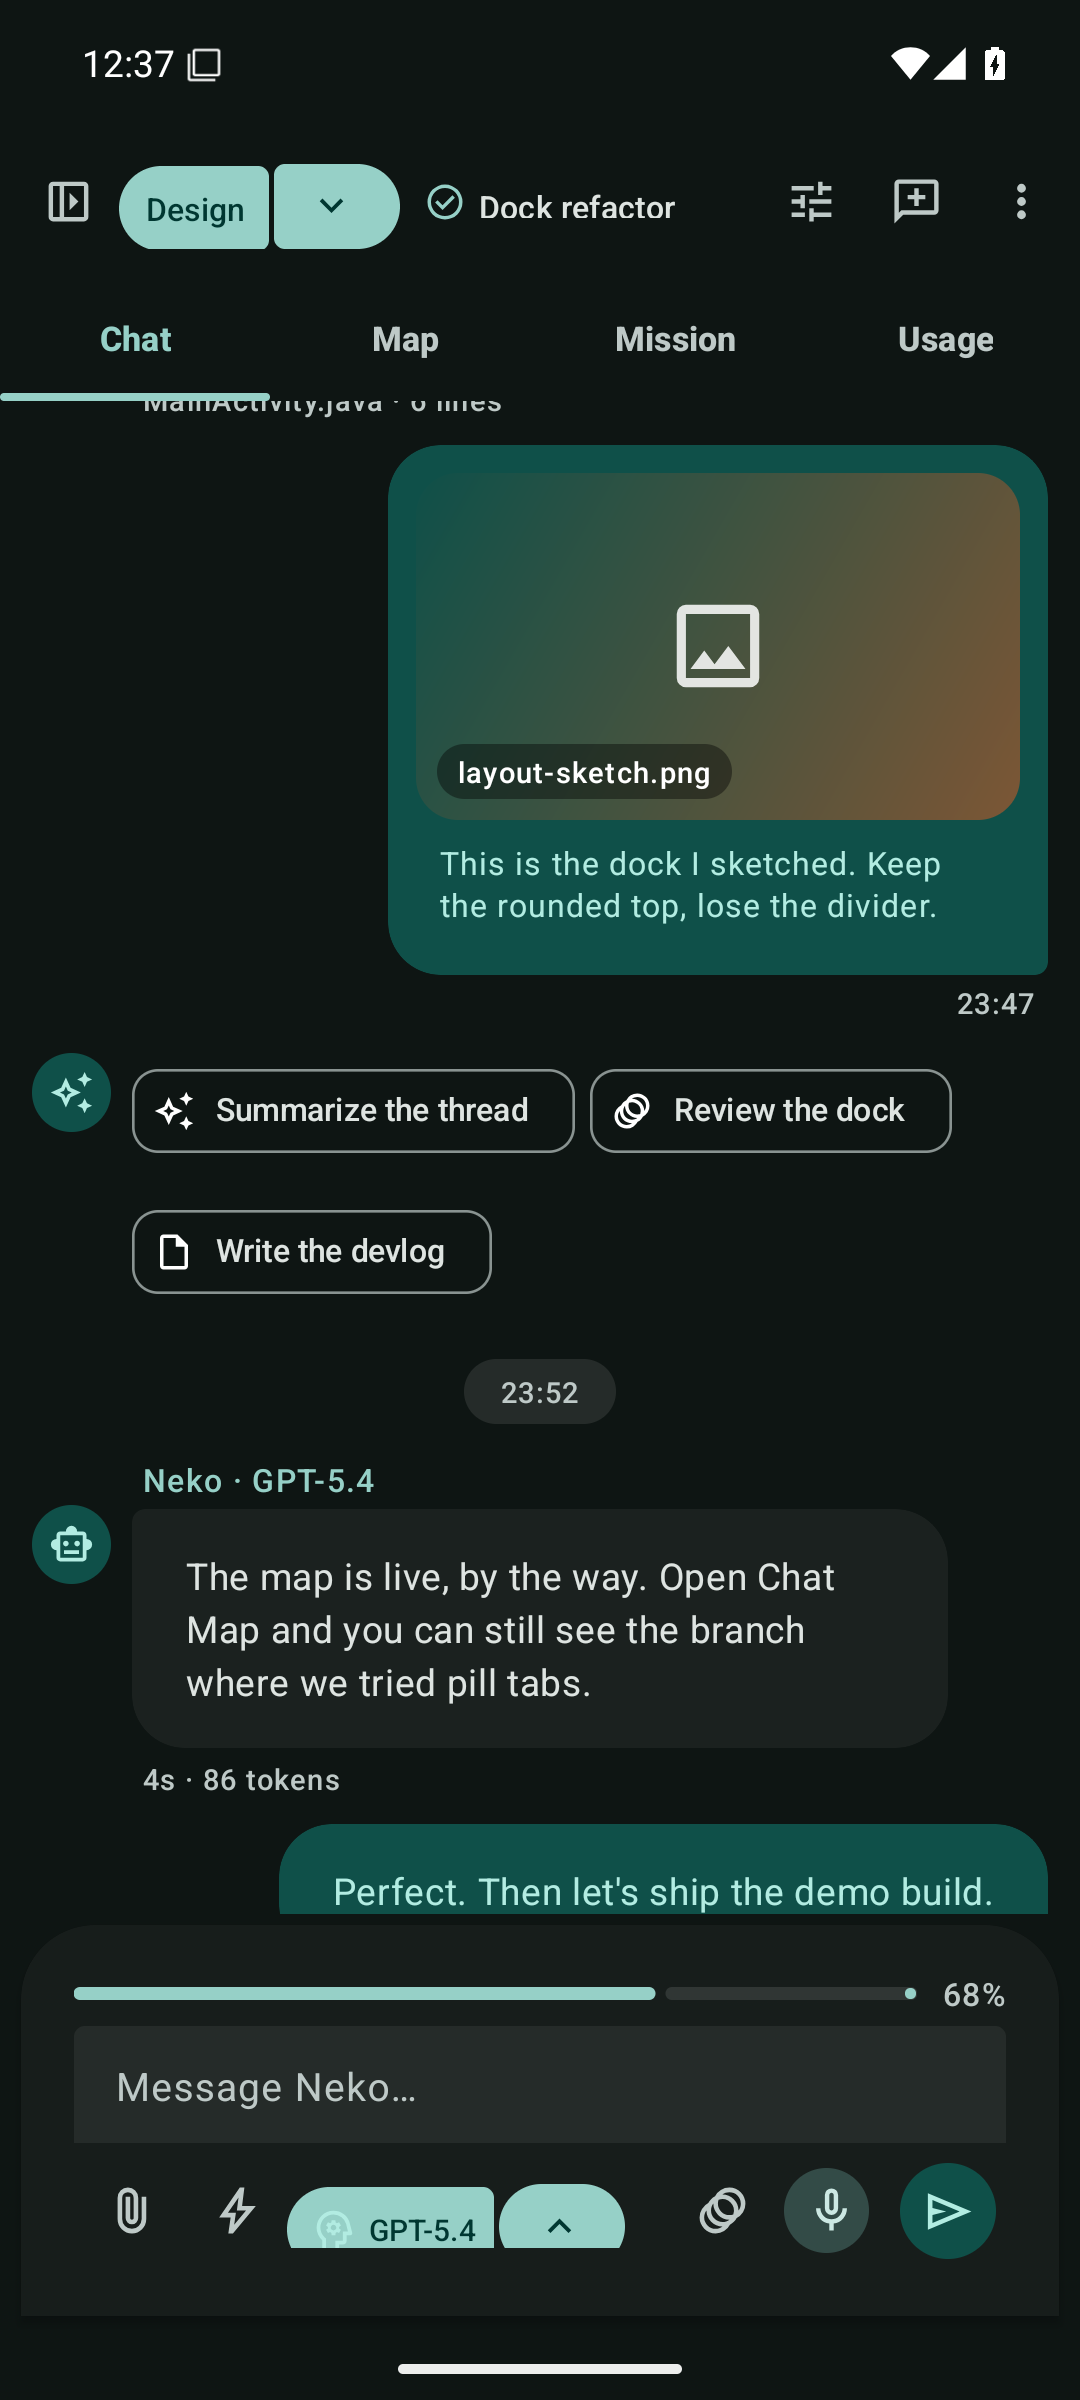 12:37
Design
Dock refactor
Chat
Map
Mission
Usage
MainActivity.java · 6 lines
layout-sketch.png
This is the dock I sketched. Keep
the rounded top, lose the divider.
23:47
Summarize the thread
Review the dock
Write the devlog
23:52
Neko · GPT-5.4
The map is live, by the way. Open Chat
Map and you can still see the branch
where we tried pill tabs.
4s · 86 tokens
Perfect. Then let's ship the demo build.
68%
Message Neko…
GPT-5.4